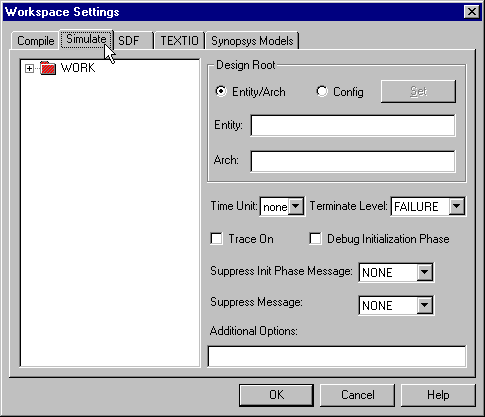 Workspace Settings
Compile Simulate SDF TEXTIO Synopsys Models
WORK
Design Root
Entity/Arch Config Set
Entity:
Arch:
Time Unit: none Terminate Level: FAILURE
Trace On Debug Initialization Phase
Suppress Init Phase Message: NONE
Suppress Message: NONE
Additional Options:
OK Cancel Help